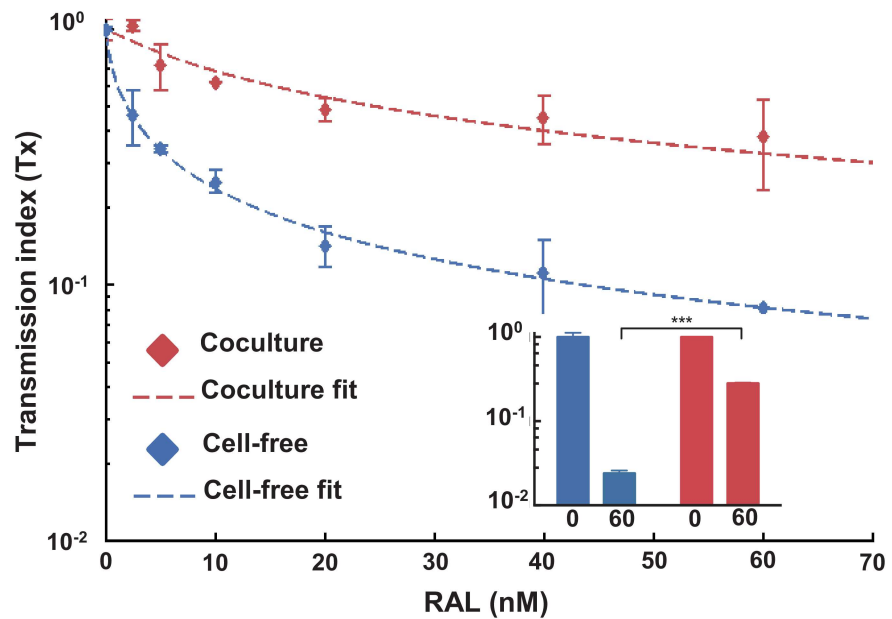 10^0
10^-1
10^-2
Transmission index (Tx)
Coculture
Coculture fit
Cell-free
Cell-free fit
***
10^0
10^-1
10^-2
0 60 0 60
0 10 20 30 40 50 60 70
RAL (nM)